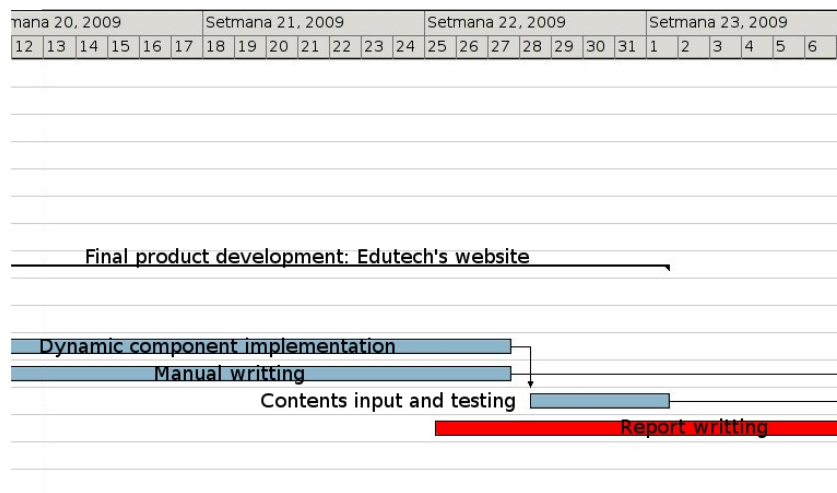 mana 20, 2009 Setmana 21, 2009 Setmana 22, 2009 Setmana 23, 2009
12 13 14 15 16 17 18 19 20 21 22 23 24 25 26 27 28 29 30 31 1 2 3 4 5 6
Final product development: Edutech's website
Dynamic component implementation
Manual writting
Contents input and testing
Report writting